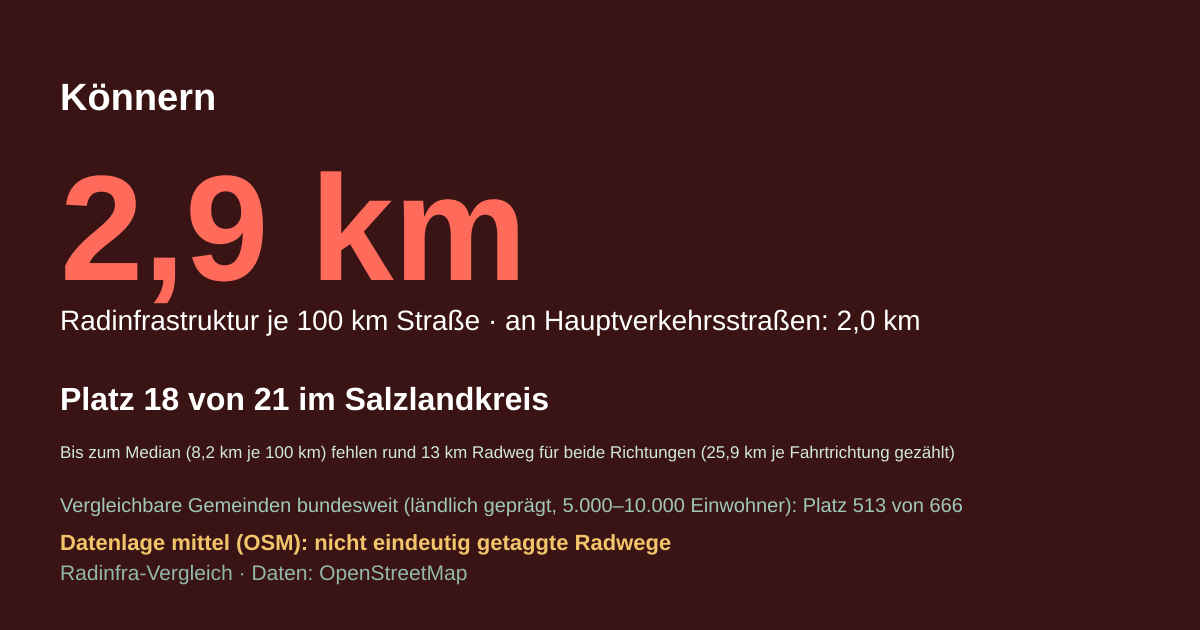 Könnern
2,9 km
Radinfrastruktur je 100 km Straße · an Hauptverkehrsstraßen: 2,0 km
Platz 18 von 21 im Salzlandkreis
Bis zum Median (8,2 km je 100 km) fehlen rund 13 km Radweg für beide Richtungen (25,9 km je Fahrtrichtung gezählt)
Vergleichbare Gemeinden bundesweit (ländlich geprägt, 5.000–10.000 Einwohner): Platz 513 von 666
Datenlage mittel (OSM): nicht eindeutig getaggte Radwege
Radinfra-Vergleich · Daten: OpenStreetMap